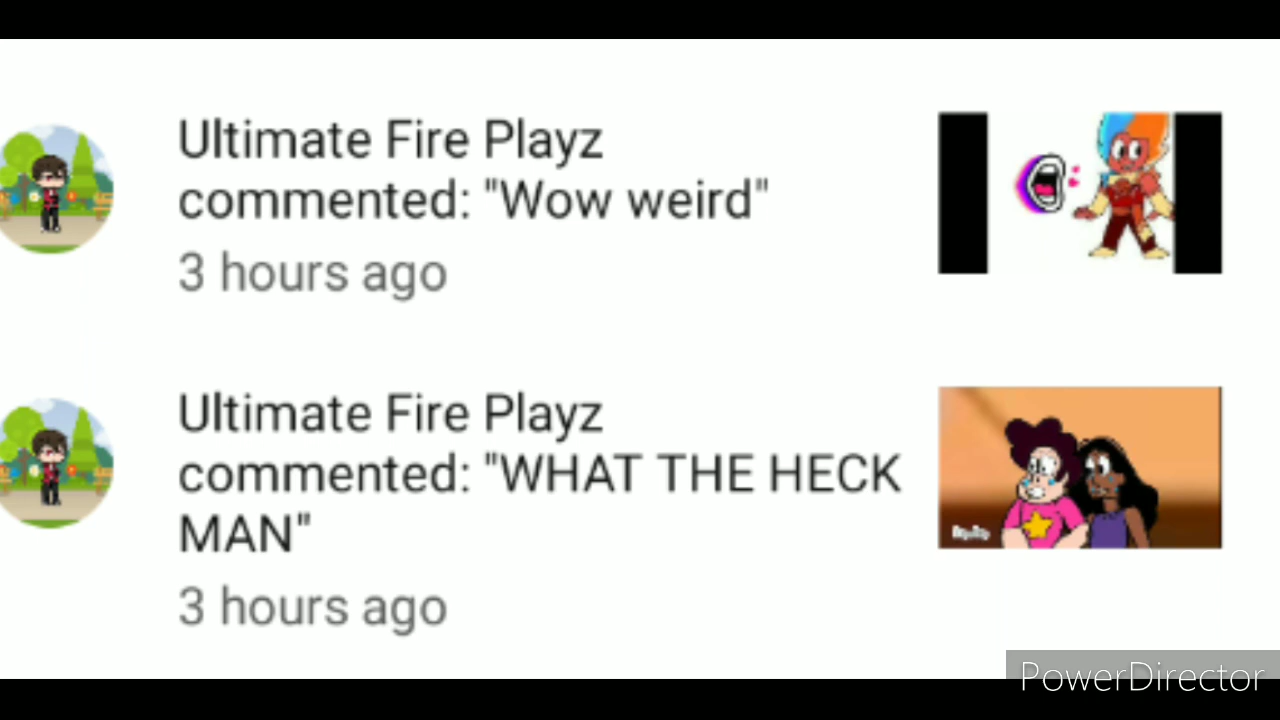 Ultimate Fire Playz
commented: "Wow weird"
3 hours ago
Ultimate Fire Playz
commented: "WHAT THE HECK
MAN"
3 hours ago
PowerDirector